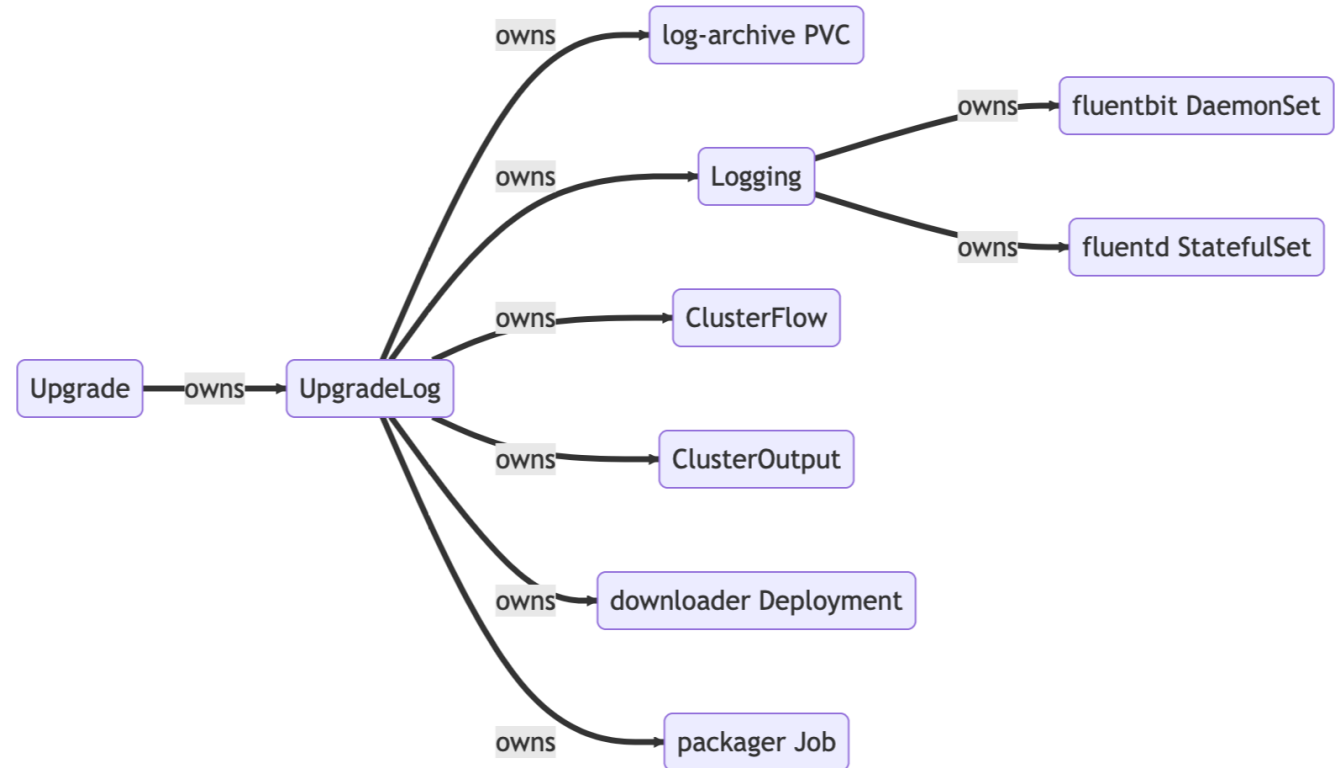 owns
log-archive PVC
owns
fluentbit DaemonSet
owns
Logging
owns
fluentd StatefulSet
owns
ClusterFlow
Upgrade
owns
UpgradeLog
owns
ClusterOutput
owns
downloader Deployment
owns
packager Job